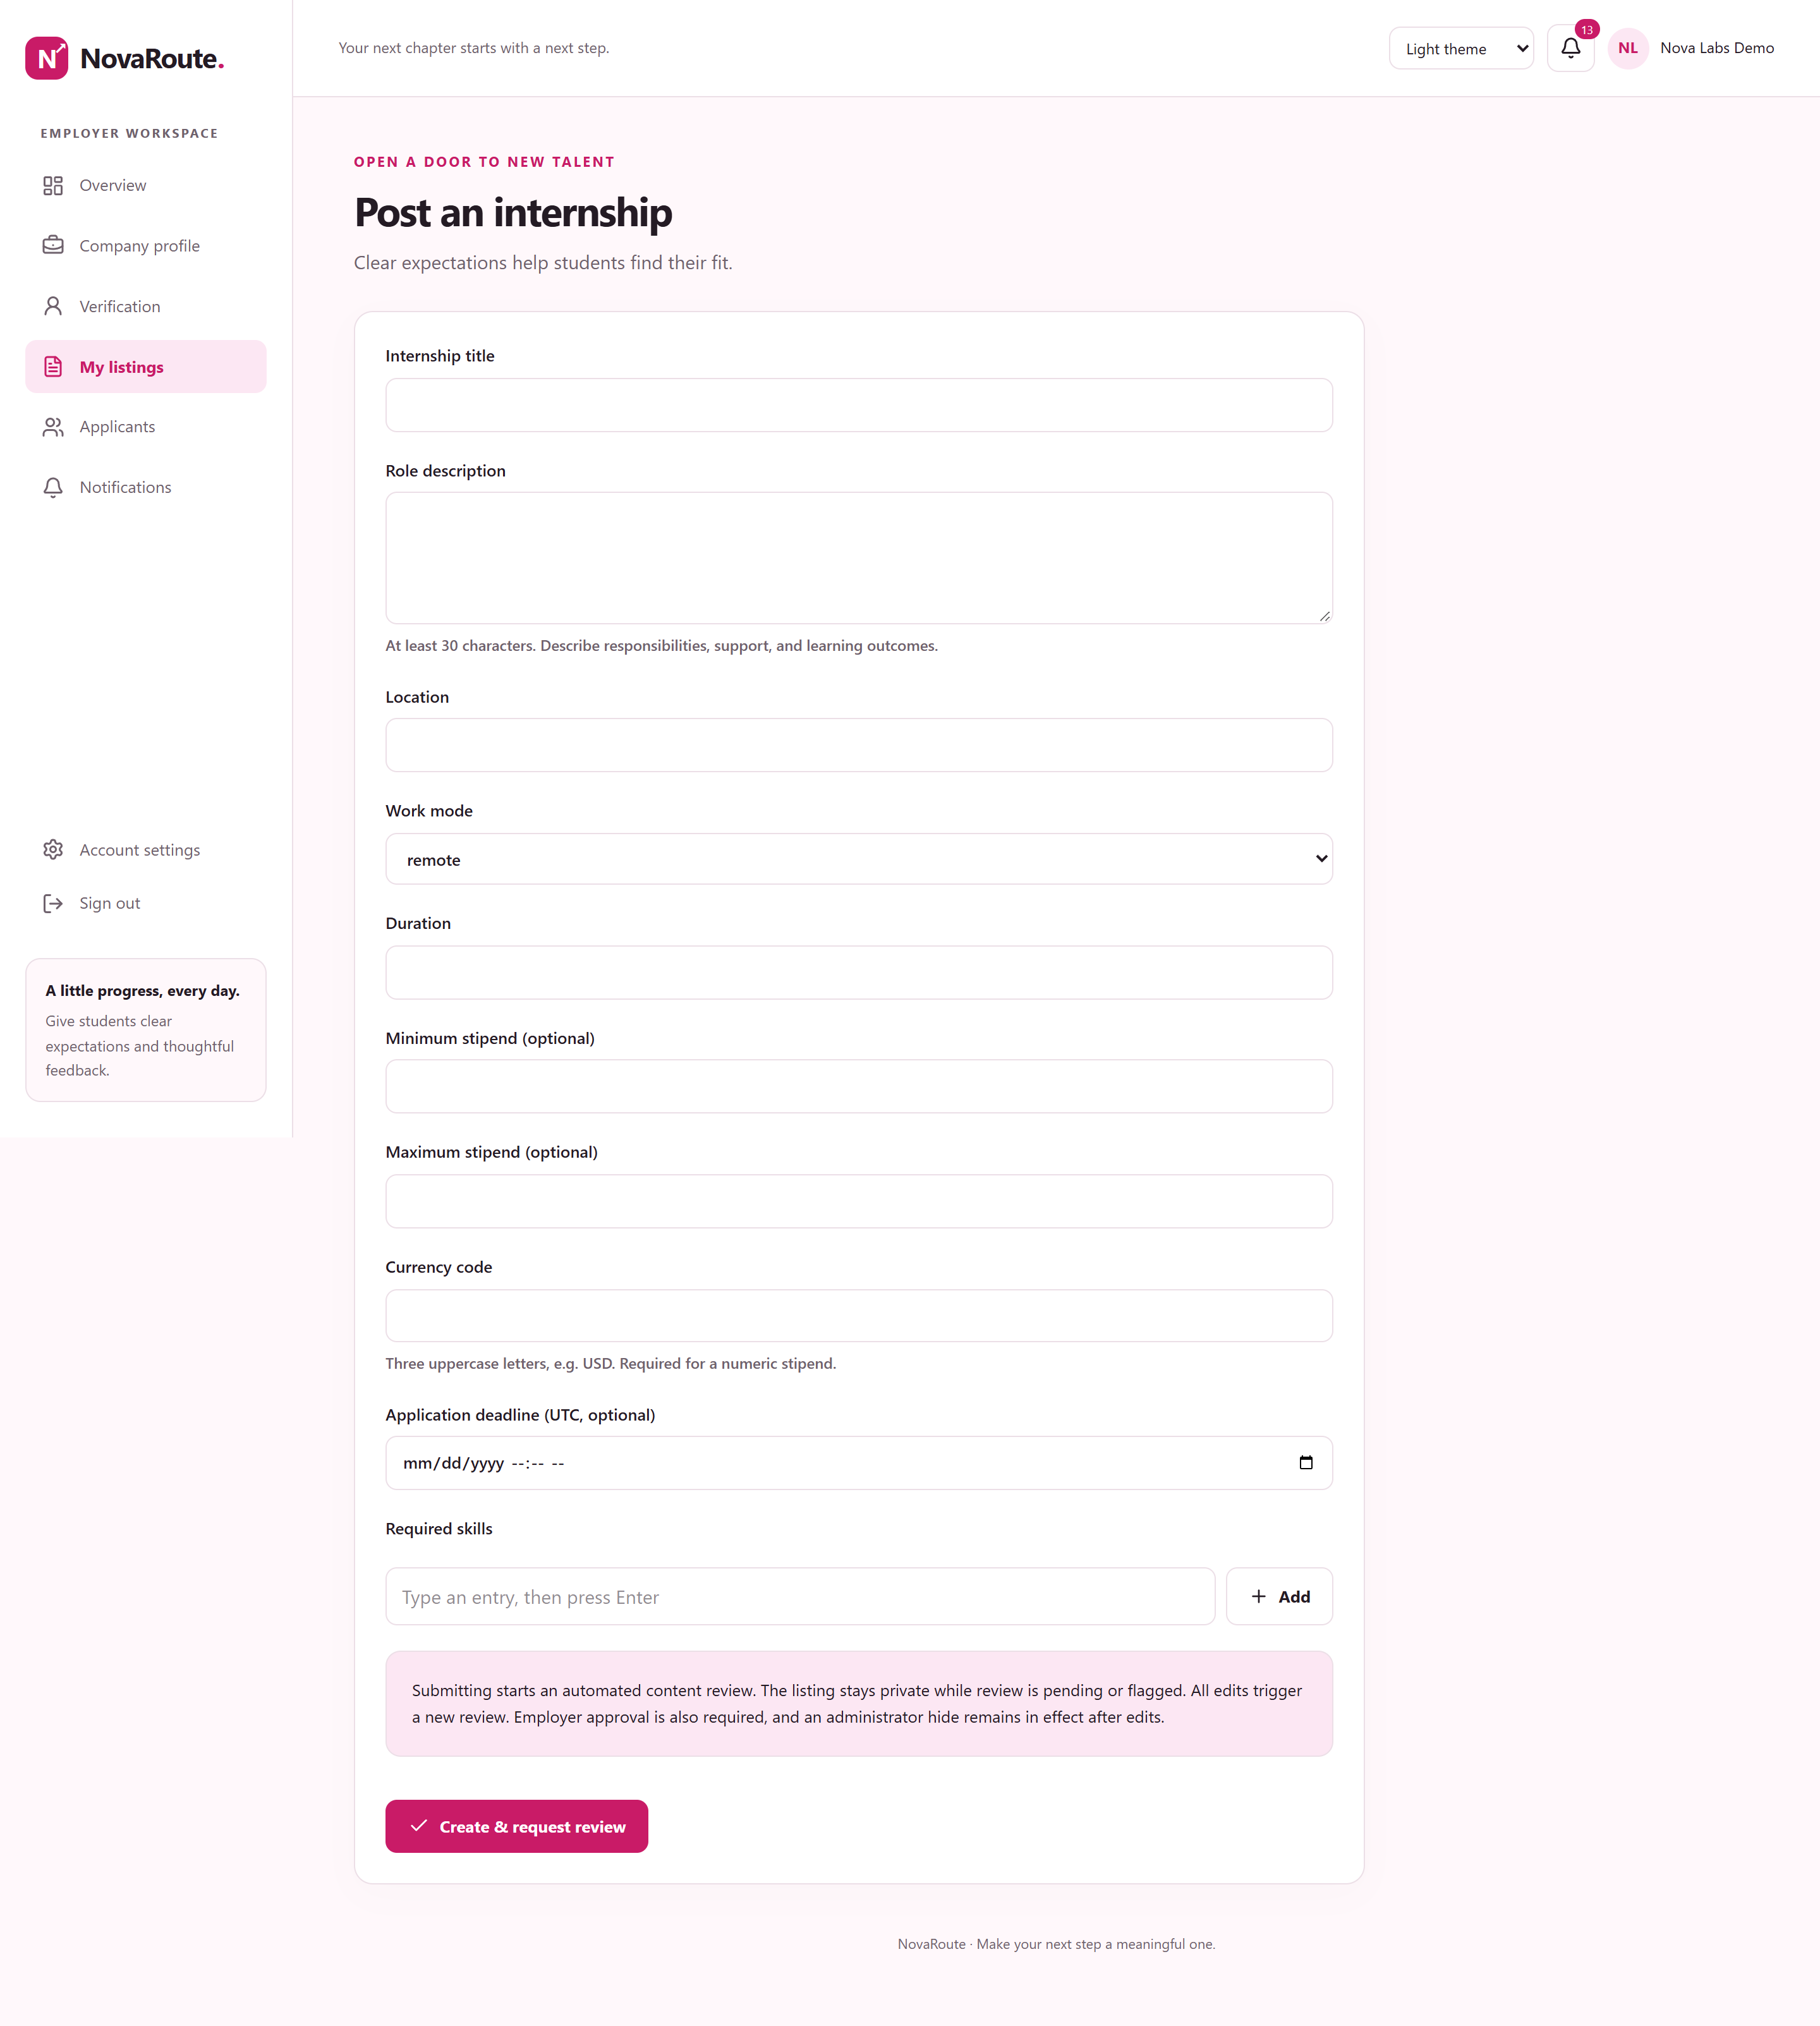 N
NovaRoute.
Your next chapter starts with a next step.
Light theme
13
NL
Nova Labs Demo
EMPLOYER WORKSPACE
Overview
Company profile
Verification
My listings
Applicants
Notifications
Account settings
Sign out
A little progress, every day.
Give students clear
expectations and thoughtful
feedback.
OPEN A DOOR TO NEW TALENT
Post an internship
Clear expectations help students find their fit.
Internship title
Role description
At least 30 characters. Describe responsibilities, support, and learning outcomes.
Location
Work mode
remote
Duration
Minimum stipend (optional)
Maximum stipend (optional)
Currency code
Three uppercase letters, e.g. USD. Required for a numeric stipend.
Application deadline (UTC, optional)
mm/dd/yyyy --:-- --
Required skills
Type an entry, then press Enter
Add
Submitting starts an automated content review. The listing stays private while review is pending or flagged. All edits trigger
a new review. Employer approval is also required, and an administrator hide remains in effect after edits.
Create & request review
NovaRoute · Make your next step a meaningful one.